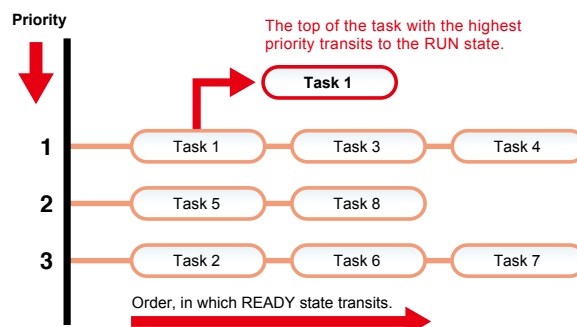 Priority
The top of the task with the highest
priority transits to the RUN state.
Task 1
1
Task 1
Task 3
Task 4
2
Task 5
Task 8
3
Task 2
Task 6
Task 7
Order, in which READY state transits.